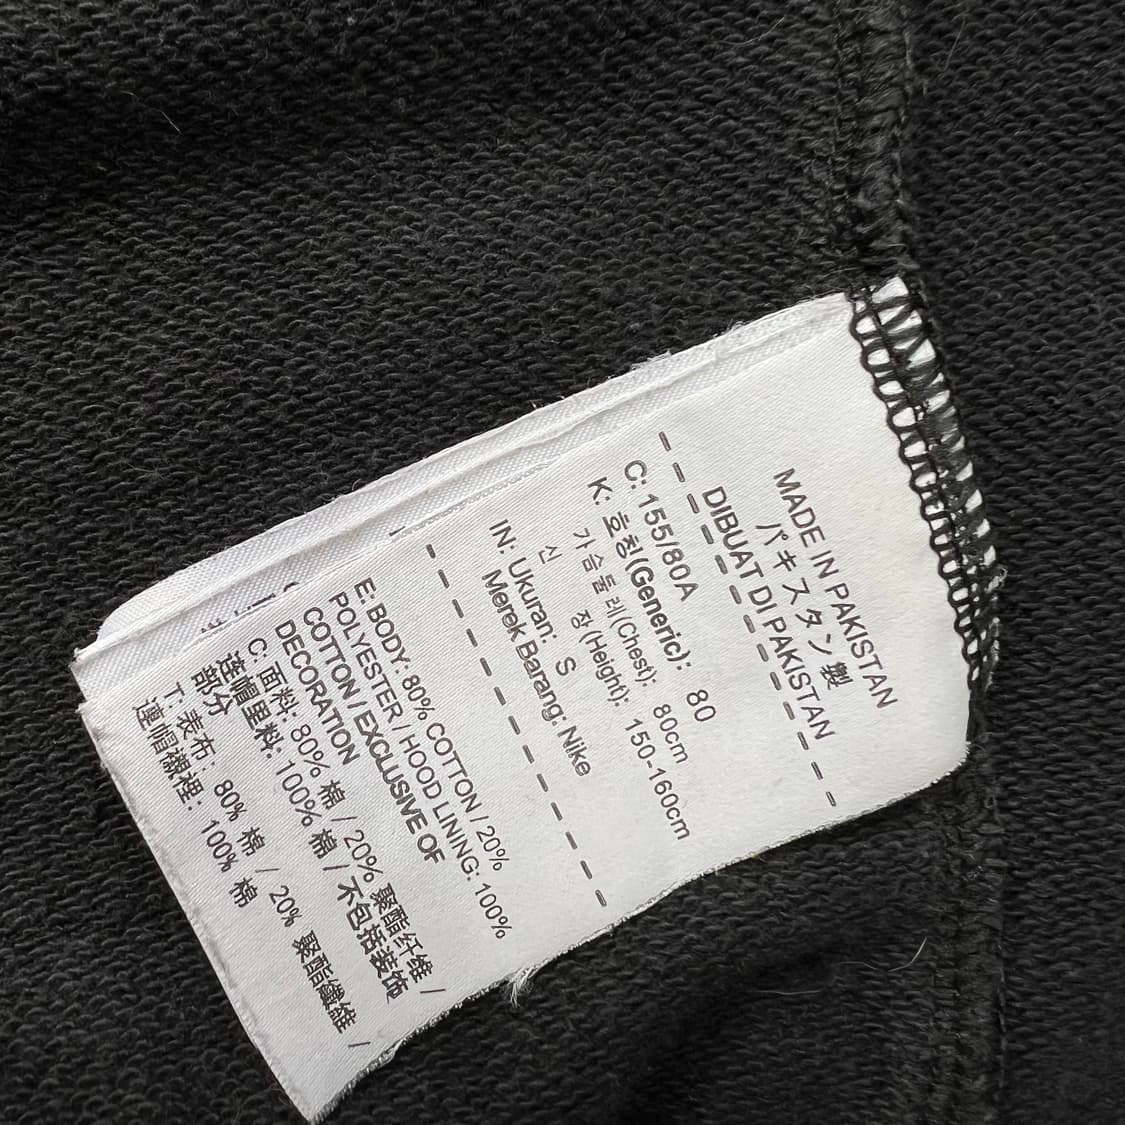 MADE IN PAKISTAN
パキスタン製
DIBUAT DI PAKISTAN
C: 155/80A
K: 호칭(Generic): 80
가슴둘레(Chest): 80cm
신 장(Height): 150-160cm
IN: Ukuran: S
Merek Barang: Nike
E: BODY: 80% COTTON / 20%
POLYESTER / HOOD LINING: 100%
COTTON / EXCLUSIVE OF
DECORATION
C: 面料: 80% 棉 / 20% 聚酯纤维 /
连帽里料: 100% 棉 / 不包括装饰
部分
T: 表布: 80% 棉 / 20% 聚酯纖維 /
連帽襯裡: 100% 棉